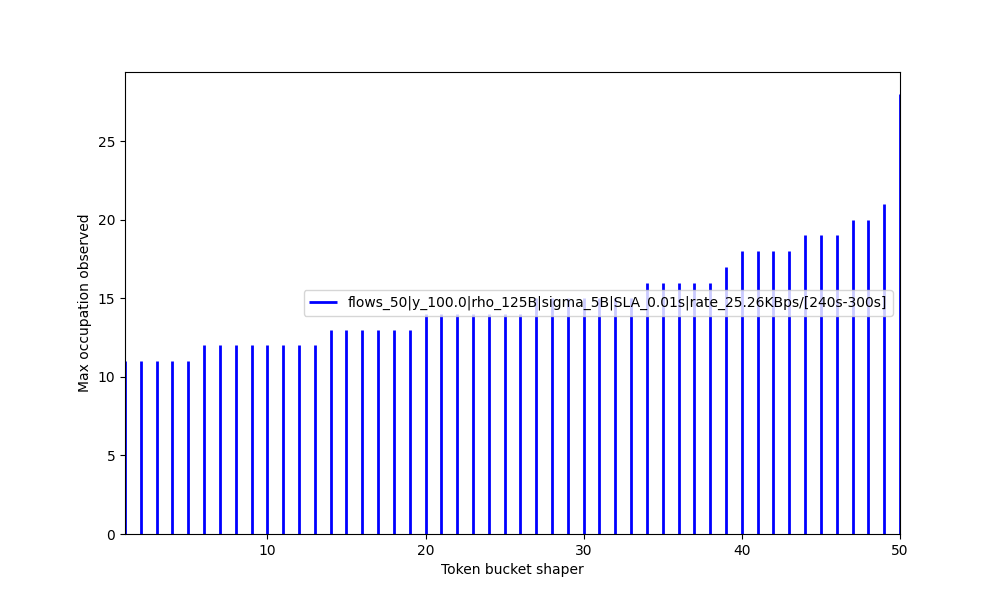 25
20
15
10
5
0
Max occupation observed
flows_50|y_100.0|rho_125B|sigma_5B|SLA_0.01s|rate_25.26KBps/[240s-300s]
10 20 30 40 50
Token bucket shaper